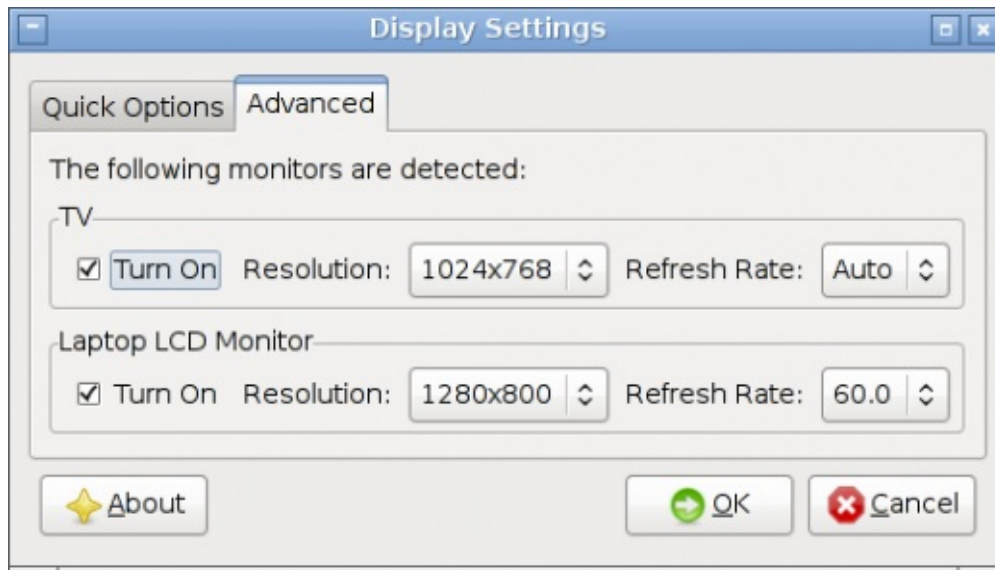 Display Settings
Quick Options Advanced
The following monitors are detected:
TV
Turn On Resolution: 1024x768 Refresh Rate: Auto
Laptop LCD Monitor
Turn On Resolution: 1280x800 Refresh Rate: 60.0
About OK Cancel